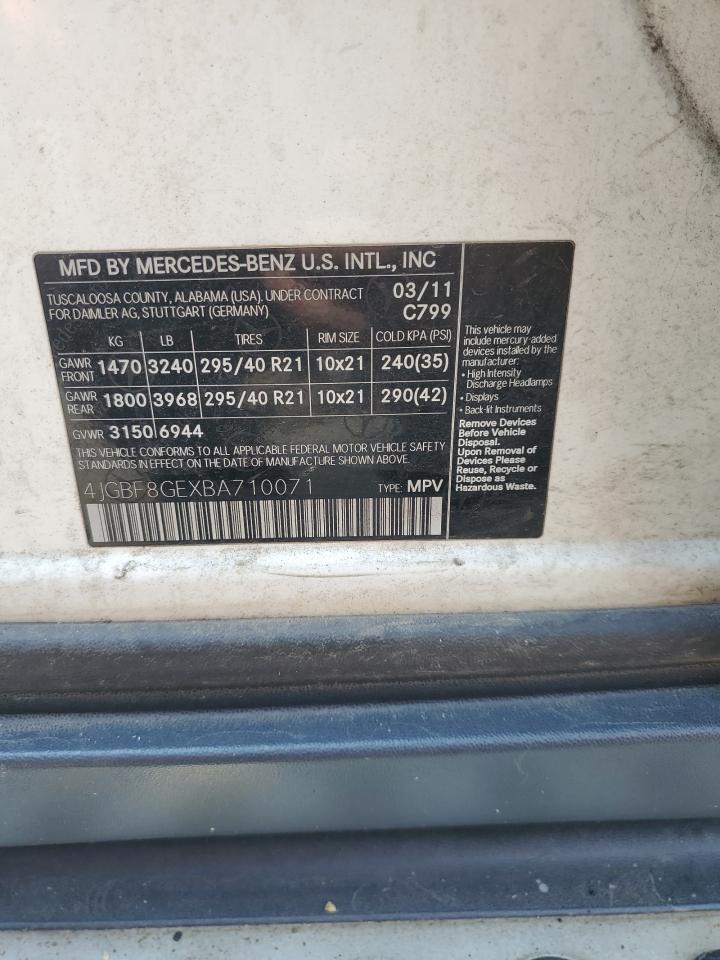 MFD BY MERCEDES-BENZ U.S. INTL., INC
TUSCALOOSA COUNTY, ALABAMA (USA). UNDER CONTRACT
FOR DAIMLER AG, STUTTGART (GERMANY)
03/11
C799
KG LB TIRES RIM SIZE COLD KPA (PSI)
GAWR FRONT 1470 3240 295/40 R21 10x21 240(35)
GAWR REAR 1800 3968 295/40 R21 10x21 290(42)
GVWR 3150 6944
THIS VEHICLE CONFORMS TO ALL APPLICABLE FEDERAL MOTOR VEHICLE SAFETY
STANDARDS IN EFFECT ON THE DATE OF MANUFACTURE SHOWN ABOVE.
4JGBF8GEXBA710071 TYPE: MPV
This vehicle may
include mercury-added
devices installed by the
manufacturer:
• High Intensity
Discharge Headlamps
• Displays
• Back-lit Instruments
Remove Devices
Before Vehicle
Disposal.
Upon Removal of
Devices Please
Reuse, Recycle or
Dispose as
Hazardous Waste.